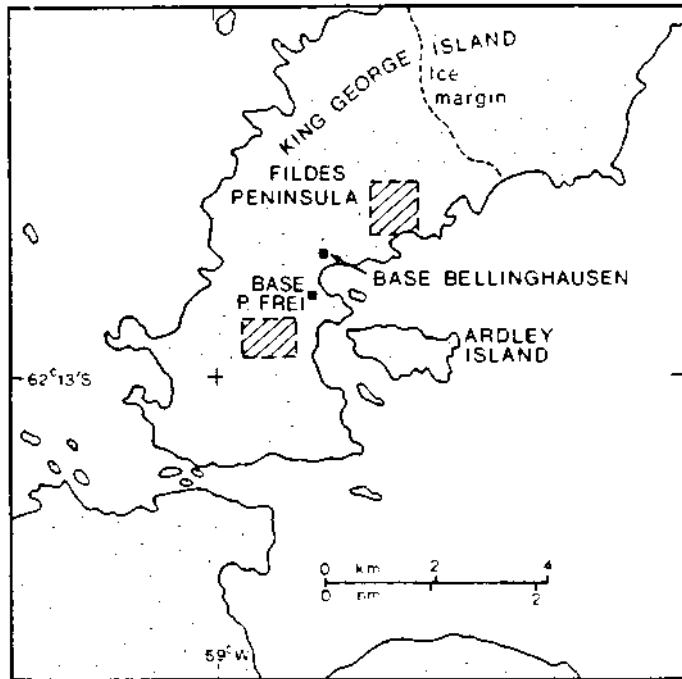 KING GEORGE ISLAND
Ice
margin
FILDES
PENINSULA
BASE BELLINGHAUSEN
BASE
P. FREI
ARDLEY
ISLAND
62°13'S
0 km 2 4
0 nm 2
59°W